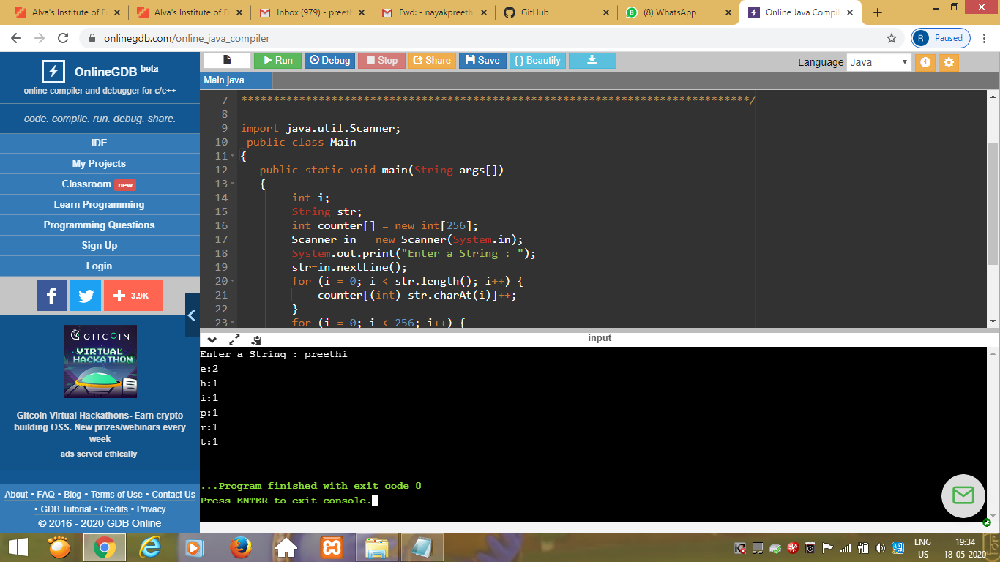 Alva's Institute of E
Alva's Institute of E
Inbox (979) - preeth
Fwd: - nayakpreethi
GitHub
(8) WhatsApp
Online Java Compil
onlinegdb.com/online_java_compiler
R Paused
OnlineGDB beta
online compiler and debugger for c/c++
code. compile. run. debug. share.
IDE
My Projects
Classroom new
Learn Programming
Programming Questions
Sign Up
Login
3.9K
GITCOIN
VIRTUAL
HACKATHON
Gitcoin Virtual Hackathons- Earn crypto
building OSS. New prizes/webinars every
week
ads served ethically
About • FAQ • Blog • Terms of Use • Contact Us
• GDB Tutorial • Credits • Privacy
© 2016 - 2020 GDB Online
Run Debug Stop Share Save { } Beautify
Language Java
Main.java
7 *******************************************************************************/
8
9 import java.util.Scanner;
10 public class Main
11 {
12 public static void main(String args[])
13 {
14 int i;
15 String str;
16 int counter[] = new int[256];
17 Scanner in = new Scanner(System.in);
18 System.out.print("Enter a String : ");
19 str=in.nextLine();
20 for (i = 0; i < str.length(); i++) {
21 counter[(int) str.charAt(i)]++;
22 }
23 for (i = 0; i < 256; i++) {
input
Enter a String : preethi
e:2
h:1
i:1
p:1
r:1
t:1
...Program finished with exit code 0
Press ENTER to exit console.
ENG
US
19:34
18-05-2020